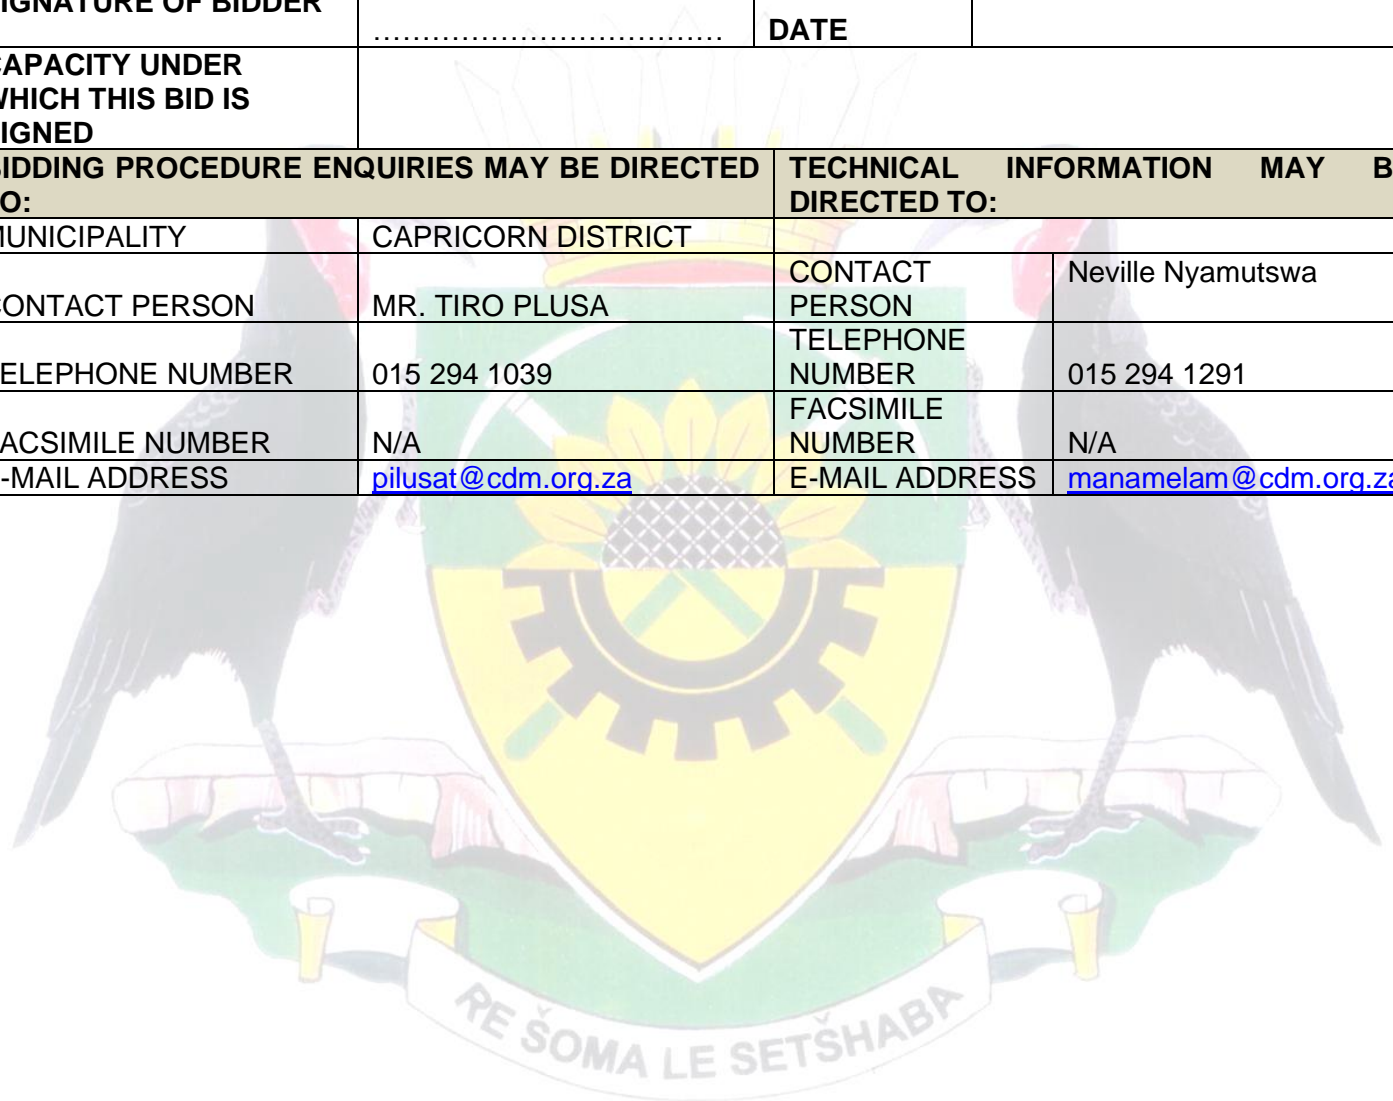 IGNATURE OF BIDDER
.................................. DATE
APACITY UNDER
WHICH THIS BID IS
IGNED
IDDING PROCEDURE ENQUIRIES MAY BE DIRECTED
O:
TECHNICAL INFORMATION MAY B
DIRECTED TO:
MUNICIPALITY CAPRICORN DISTRICT
ONTACT PERSON MR. TIRO PLUSA
CONTACT
PERSON
Neville Nyamutswa
ELEPHONE NUMBER 015 294 1039
TELEPHONE
NUMBER 015 294 1291
ACSIMILE NUMBER N/A
FACSIMILE
NUMBER N/A
-MAIL ADDRESS pilusat@cdm.org.za E-MAIL ADDRESS manamelam@cdm.org.za
RE ŠOMA LE SETŠHABA